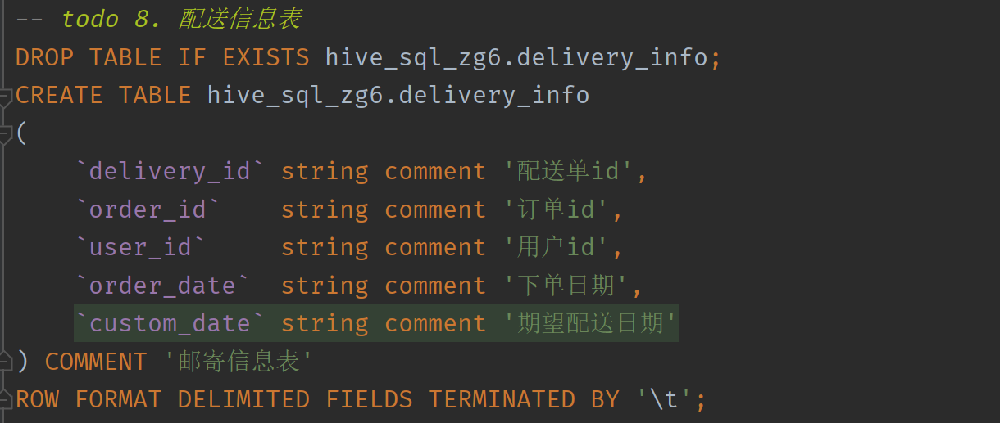 -- todo 8. 配送信息表
DROP TABLE IF EXISTS hive_sql_zg6.delivery_info;
CREATE TABLE hive_sql_zg6.delivery_info
(
    `delivery_id` string comment '配送单id',
    `order_id`    string comment '订单id',
    `user_id`     string comment '用户id',
    `order_date`  string comment '下单日期',
    `custom_date` string comment '期望配送日期'
) COMMENT '邮寄信息表'
ROW FORMAT DELIMITED FIELDS TERMINATED BY '\t';